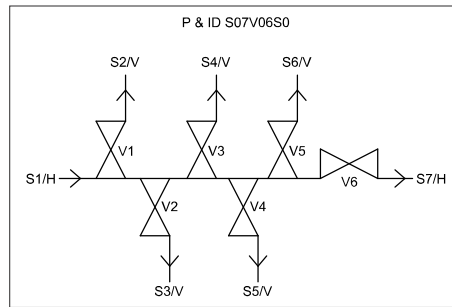 P & ID S07V06S0
S2/V S4/V S6/V
V1 V3 V5
S1/H V6 S7/H
V2 V4
S3/V S5/V